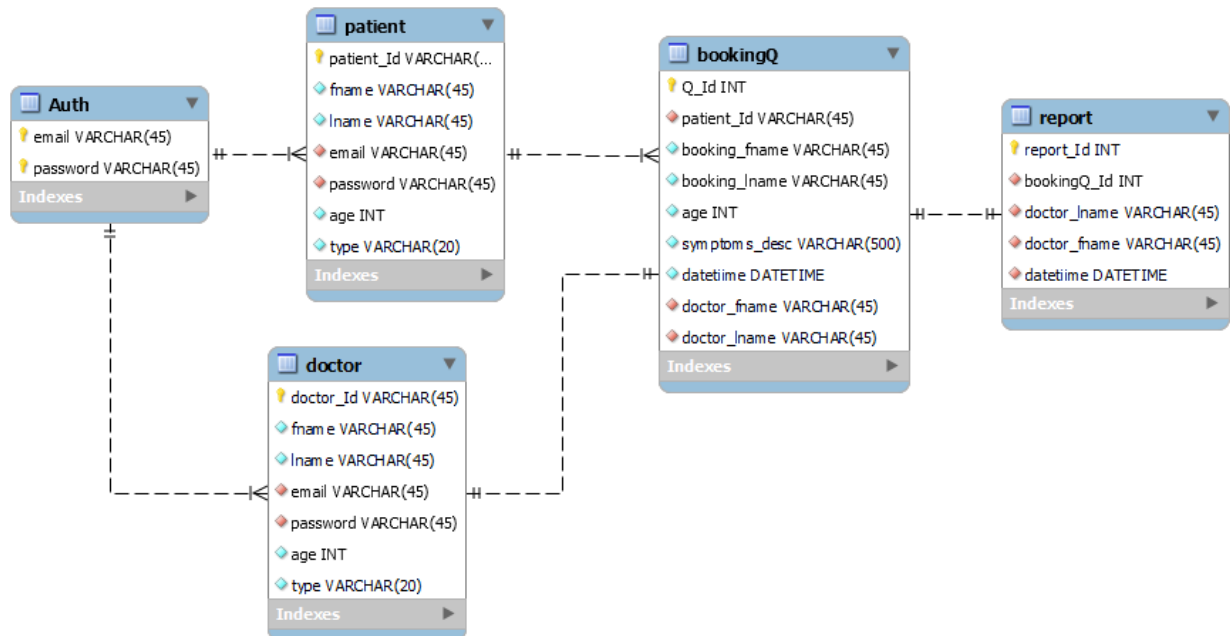 Auth
email VARCHAR(45)
password VARCHAR(45)
Indexes
patient
patient_Id VARCHAR(...
fname VARCHAR(45)
lname VARCHAR(45)
email VARCHAR(45)
password VARCHAR(45)
age INT
type VARCHAR(20)
Indexes
doctor
doctor_Id VARCHAR(45)
fname VARCHAR(45)
lname VARCHAR(45)
email VARCHAR(45)
password VARCHAR(45)
age INT
type VARCHAR(20)
Indexes
bookingQ
Q_Id INT
patient_Id VARCHAR(45)
booking_fname VARCHAR(45)
booking_lname VARCHAR(45)
age INT
symptoms_desc VARCHAR(500)
datetiime DATETIME
doctor_fname VARCHAR(45)
doctor_lname VARCHAR(45)
Indexes
report
report_Id INT
bookingQ_Id INT
doctor_lname VARCHAR(45)
doctor_fname VARCHAR(45)
datetiime DATETIME
Indexes